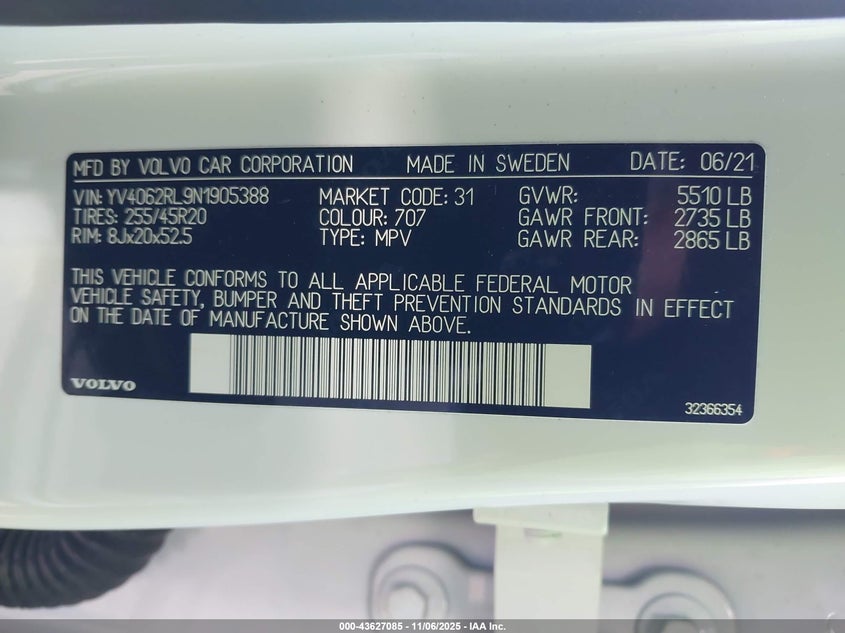 MFD BY VOLVO CAR CORPORATION MADE IN SWEDEN DATE: 06/21
VIN: YV4062RL9N1905388 MARKET CODE: 31 GVWR: 5510 LB
TIRES: 255/45R20 COLOUR: 707 GAWR FRONT: 2735 LB
RIM: 8Jx20x52.5 TYPE: MPV GAWR REAR: 2865 LB
THIS VEHICLE CONFORMS TO ALL APPLICABLE FEDERAL MOTOR
VEHICLE SAFETY, BUMPER AND THEFT PREVENTION STANDARDS IN EFFECT
ON THE DATE OF MANUFACTURE SHOWN ABOVE.
VOLVO
32366354
000-43627085 - 11/06/2025 - IAA Inc.